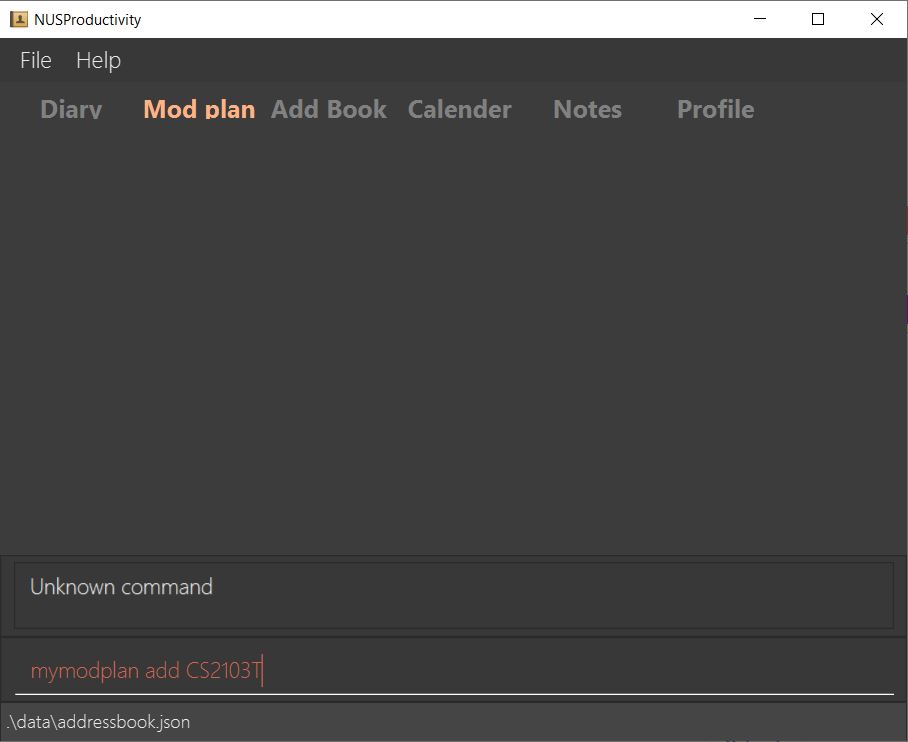 NUSProductivity
File Help
Diary Mod plan Add Book Calender Notes Profile
Unknown command
mymodplan add CS2103T
.\data\addressbook.json